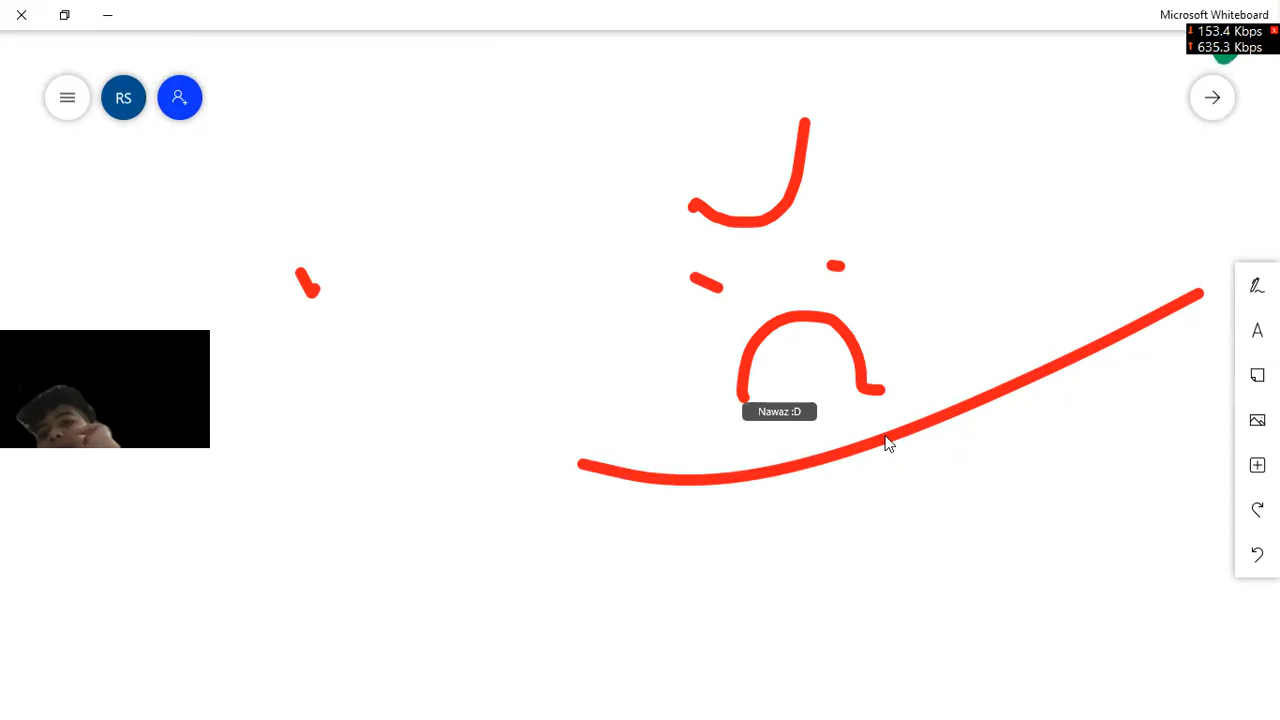 Microsoft Whiteboard
153.4 Kbps
635.3 Kbps
RS
Nawaz :D